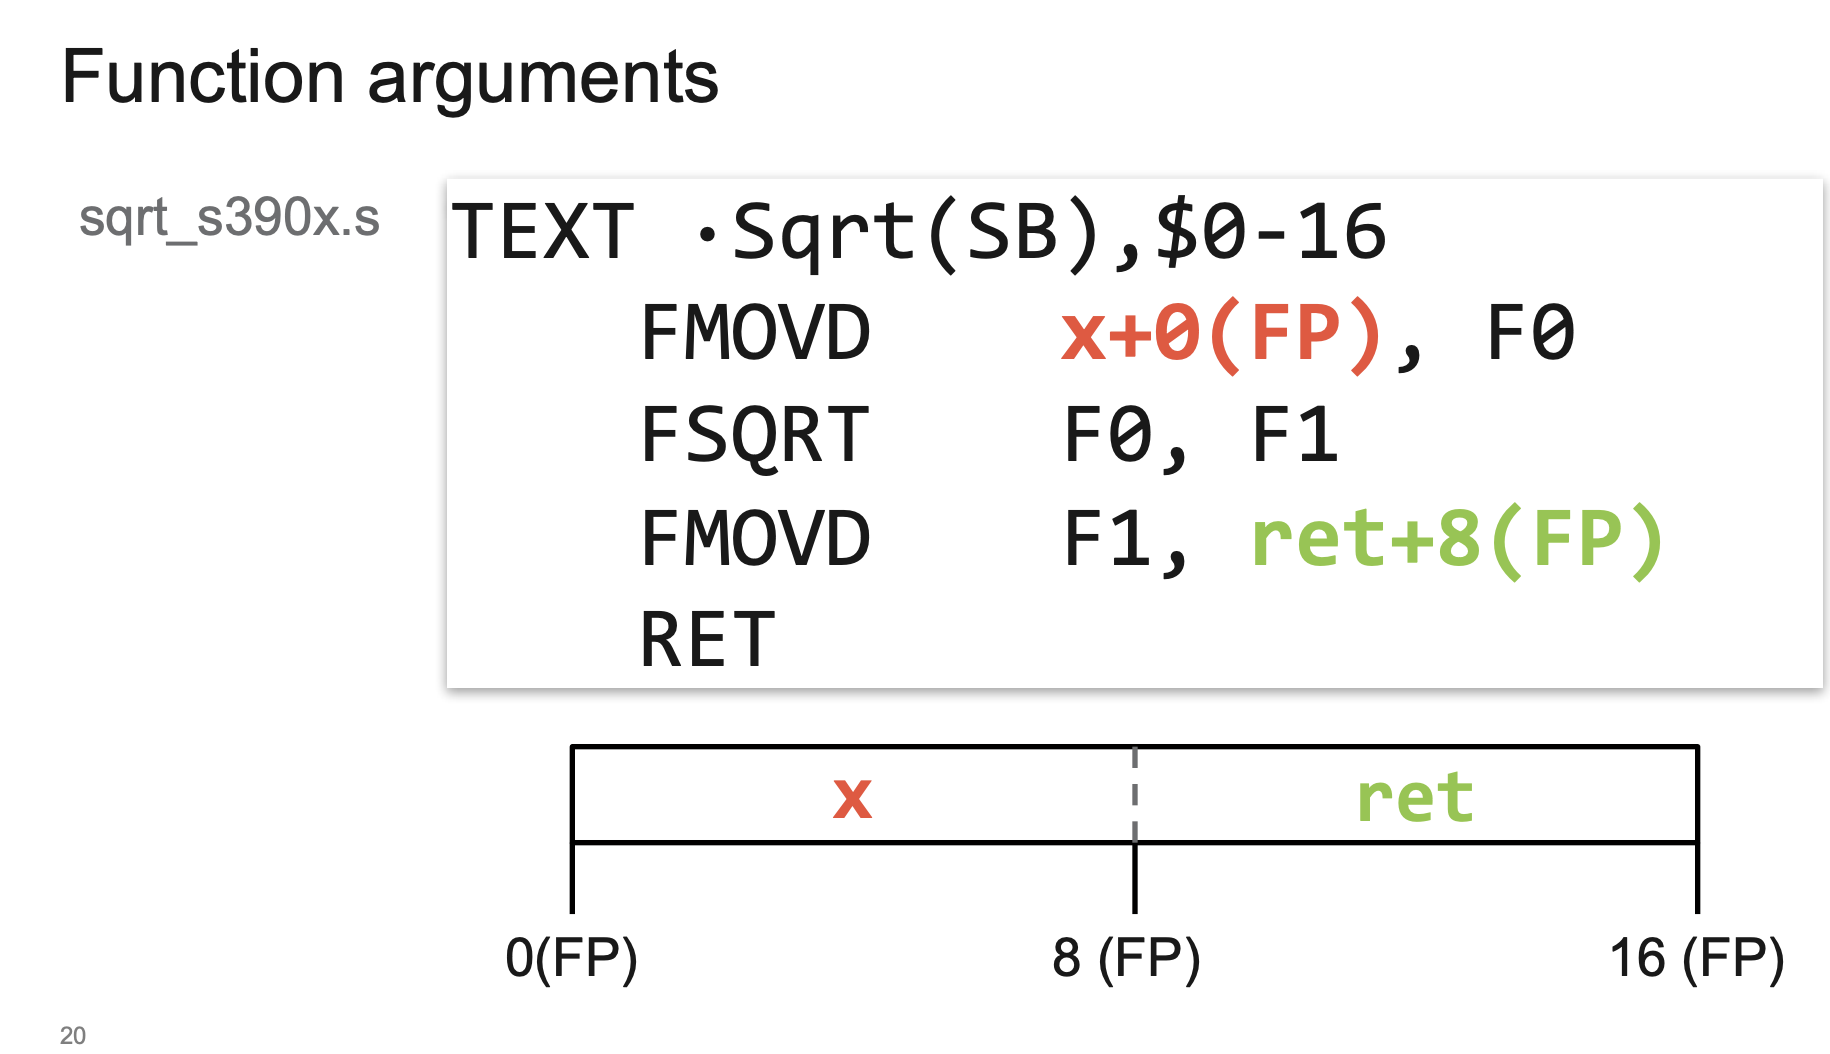 Function arguments
sqrt_s390x.s
TEXT ·Sqrt(SB),$0-16
FMOVD x+0(FP), F0
FSQRT F0, F1
FMOVD F1, ret+8(FP)
RET
x ret
0(FP) 8 (FP) 16 (FP)
20